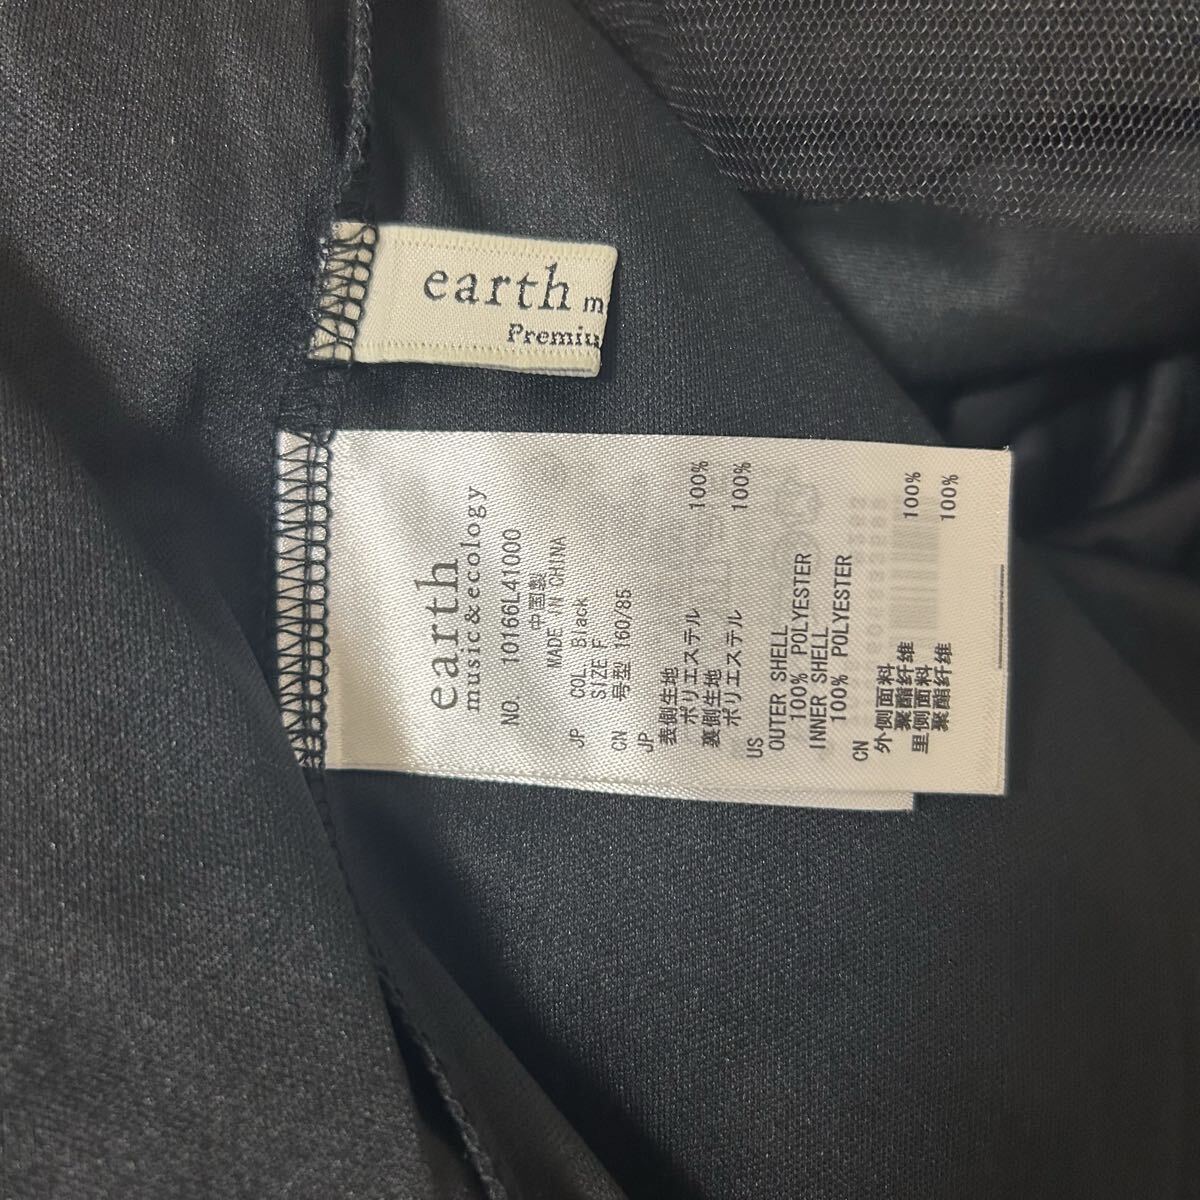 earth m
Premiu
earth
music&ecology
NO. 10166L41000
中国製
MADE IN CHINA
JP COL. Black
SIZE F
CN 号型 160/85
JP
表側生地
ポリエステル 100%
裏側生地
ポリエステル 100%
US
OUTER SHELL
100% POLYESTER
INNER SHELL
100% POLYESTER
CN
外侧面料
聚酯纤维 100%
里侧面料
聚酯纤维 100%